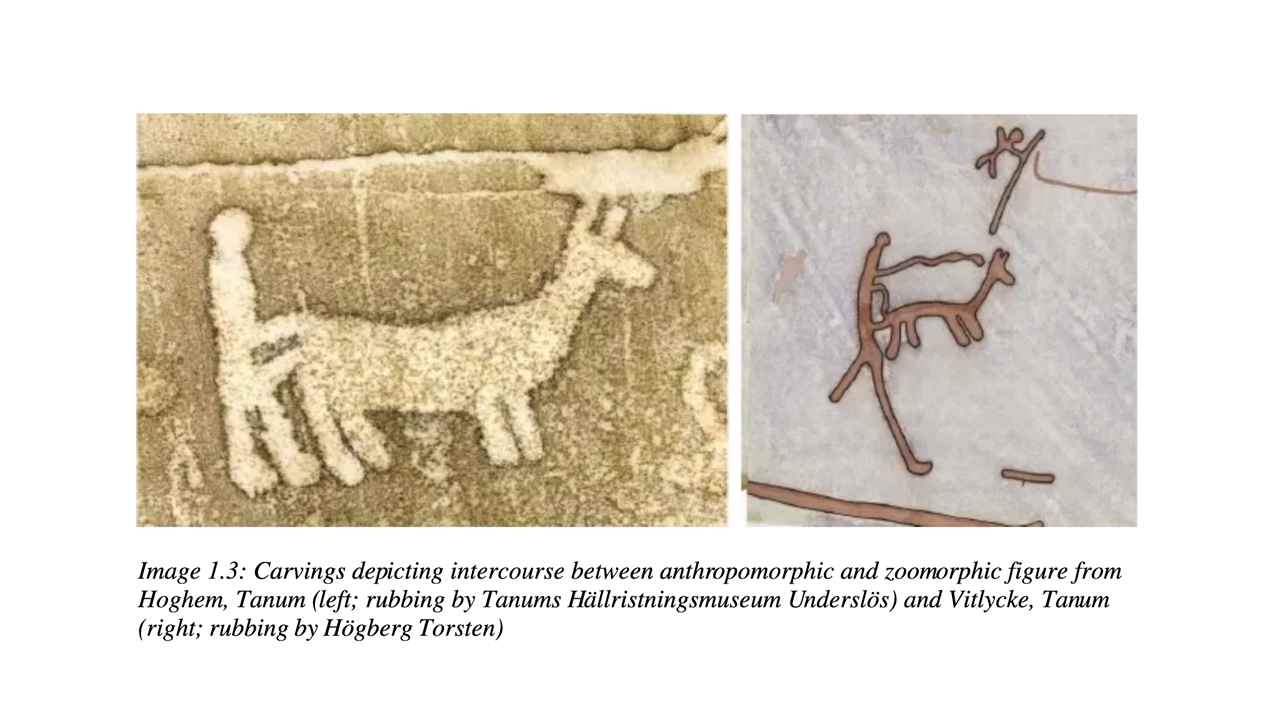 Image 1.3: Carvings depicting intercourse between anthropomorphic and zoomorphic figure from
Hoghem, Tanum (left; rubbing by Tanums Hällristningsmuseum Underslös) and Vitlycke, Tanum
(right; rubbing by Högberg Torsten)